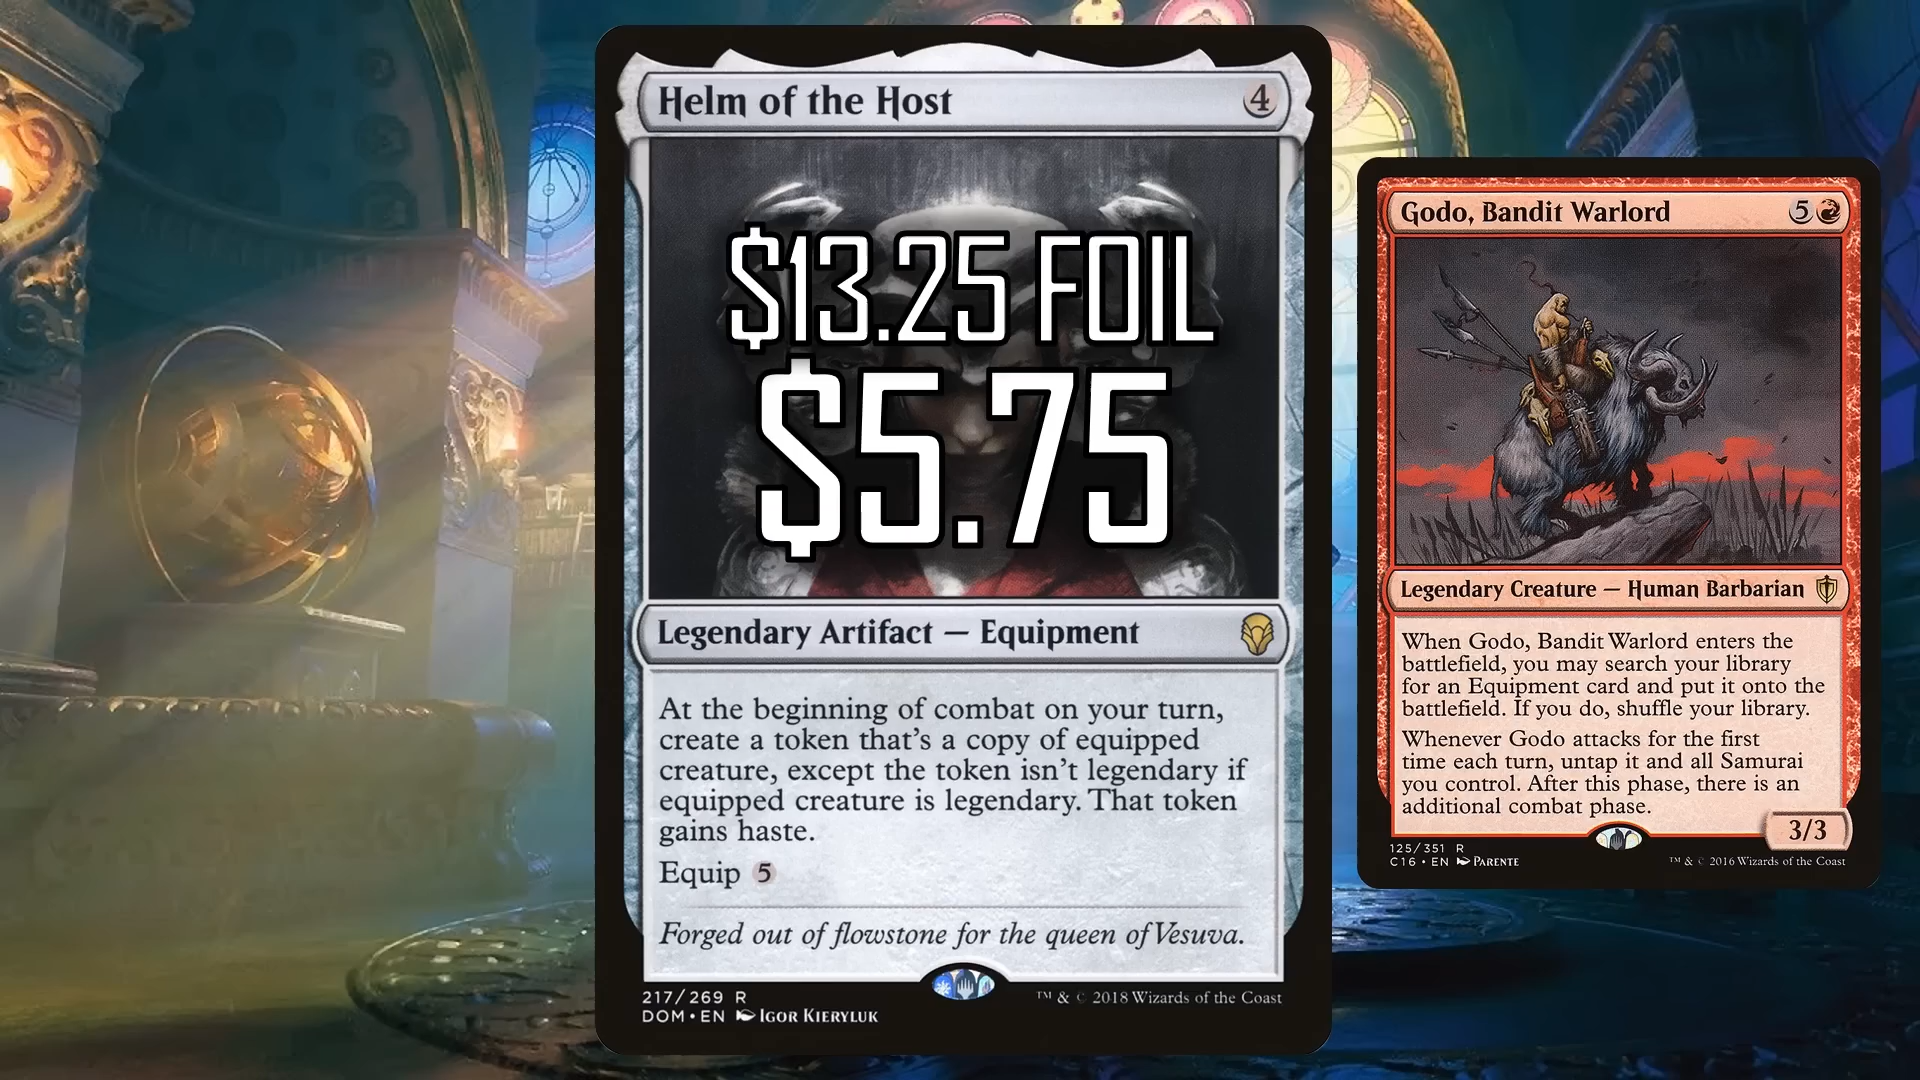 Helm of the Host
4
$13.25 FOIL
$5.75
Legendary Artifact — Equipment
At the beginning of combat on your turn,
create a token that's a copy of equipped
creature, except the token isn't legendary if
equipped creature is legendary. That token
gains haste.
Equip 5
Forged out of flowstone for the queen of Vesuva.
217/269 R
DOM • EN IGOR KIERYLUK
™ & © 2018 Wizards of the Coast
Godo, Bandit Warlord
5
Legendary Creature — Human Barbarian
When Godo, Bandit Warlord enters the
battlefield, you may search your library
for an Equipment card and put it onto the
battlefield. If you do, shuffle your library.
Whenever Godo attacks for the first
time each turn, untap it and all Samurai
you control. After this phase, there is an
additional combat phase.
3/3
125/351 R
C16 • EN PARENTE
™ & © 2016 Wizards of the Coast